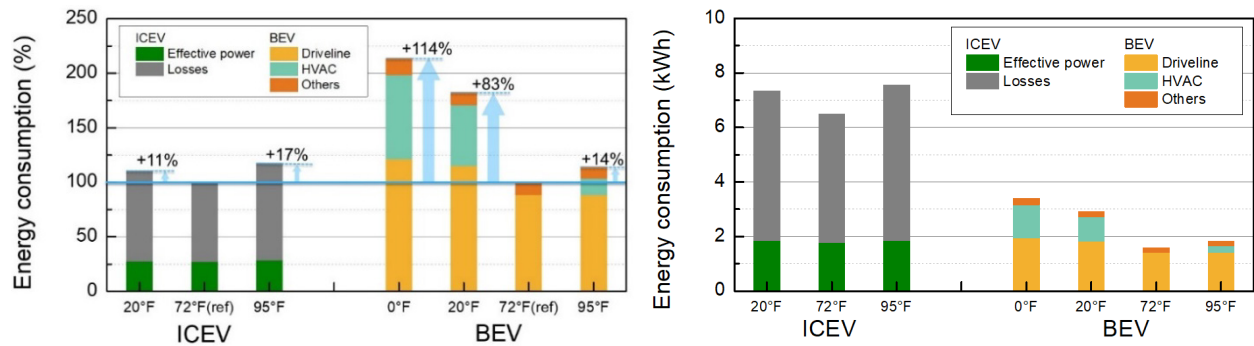 Energy consumption (%)
250
200
150
100
50
0
ICEV
Effective power
Losses
BEV
Driveline
HVAC
Others
+11%
+17%
+114%
+83%
+14%
20°F
72°F(ref)
95°F
0°F
20°F
72°F(ref)
95°F
ICEV
BEV
Energy consumption (kWh)
10
8
6
4
2
0
ICEV
Effective power
Losses
BEV
Driveline
HVAC
Others
20°F
72°F
95°F
0°F
20°F
72°F
95°F
ICEV
BEV